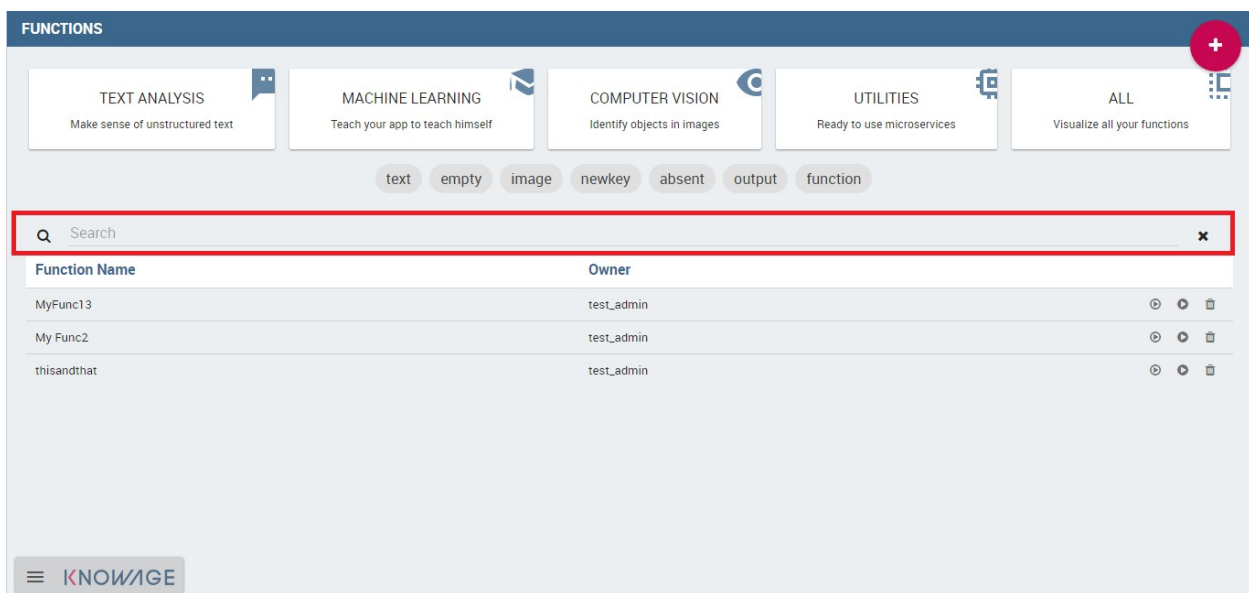 FUNCTIONS
+
TEXT ANALYSIS
Make sense of unstructured text
MACHINE LEARNING
Teach your app to teach himself
COMPUTER VISION
Identify objects in images
UTILITIES
Ready to use microservices
ALL
Visualize all your functions
text empty image newkey absent output function
Search
Function Name Owner
MyFunc13 test_admin
My Func2 test_admin
thisandthat test_admin
KNOWAGE